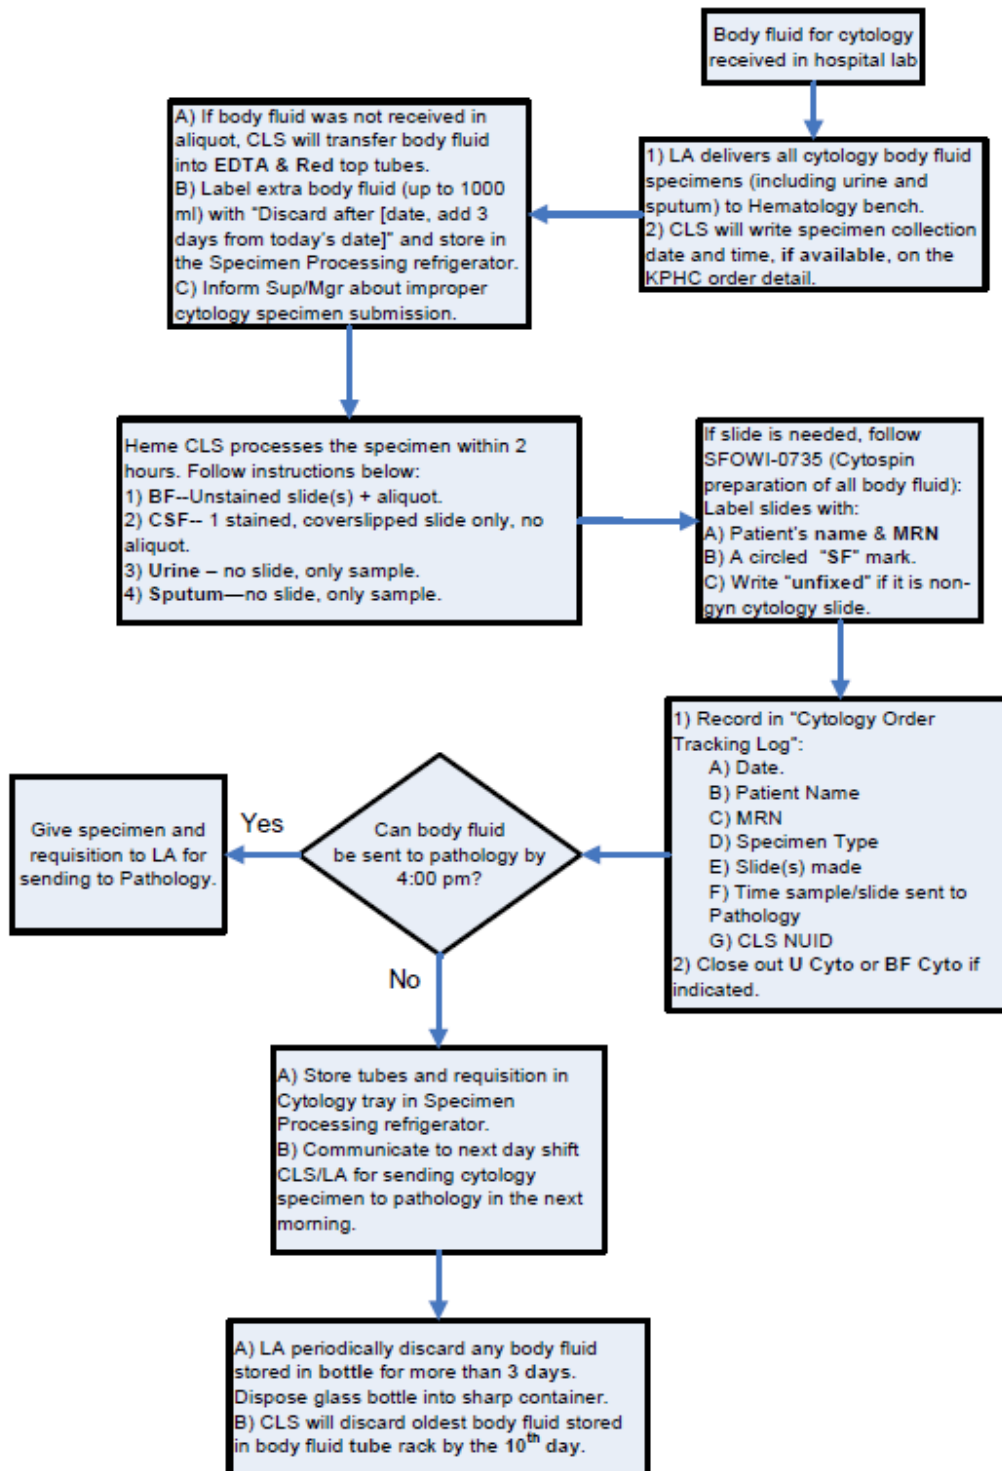 Body fluid for cytology
received in hospital lab
1) LA delivers all cytology body fluid
specimens (including urine and
sputum) to Hematology bench.
2) CLS will write specimen collection
date and time, if available, on the
KPHC order detail.
A) If body fluid was not received in
aliquot, CLS will transfer body fluid
into EDTA & Red top tubes.
B) Label extra body fluid (up to 1000
ml) with “Discard after [date, add 3
days from today’s date]” and store in
the Specimen Processing refrigerator.
C) Inform Sup/Mgr about improper
cytology specimen submission.
Heme CLS processes the specimen within 2
hours. Follow instructions below:
1) BF--Unstained slide(s) + aliquot.
2) CSF-- 1 stained, coverslipped slide only, no
aliquot.
3) Urine – no slide, only sample.
4) Sputum—no slide, only sample.
If slide is needed, follow
SFOWI-0735 (Cytospin
preparation of all body fluid):
Label slides with:
A) Patient's name & MRN
B) A circled “SF” mark.
C) Write “unfixed” if it is non-
gyn cytology slide.
1) Record in “Cytology Order
Tracking Log”:
A) Date.
B) Patient Name
C) MRN
D) Specimen Type
E) Slide(s) made
F) Time sample/slide sent to
Pathology
G) CLS NUID
2) Close out U Cyto or BF Cyto if
indicated.
Can body fluid
be sent to pathology by
4:00 pm?
Yes
Give specimen and
requisition to LA for
sending to Pathology.
No
A) Store tubes and requisition in
Cytology tray in Specimen
Processing refrigerator.
B) Communicate to next day shift
CLS/LA for sending cytology
specimen to pathology in the next
morning.
A) LA periodically discard any body fluid
stored in bottle for more than 3 days.
Dispose glass bottle into sharp container.
B) CLS will discard oldest body fluid stored
in body fluid tube rack by the 10th day.